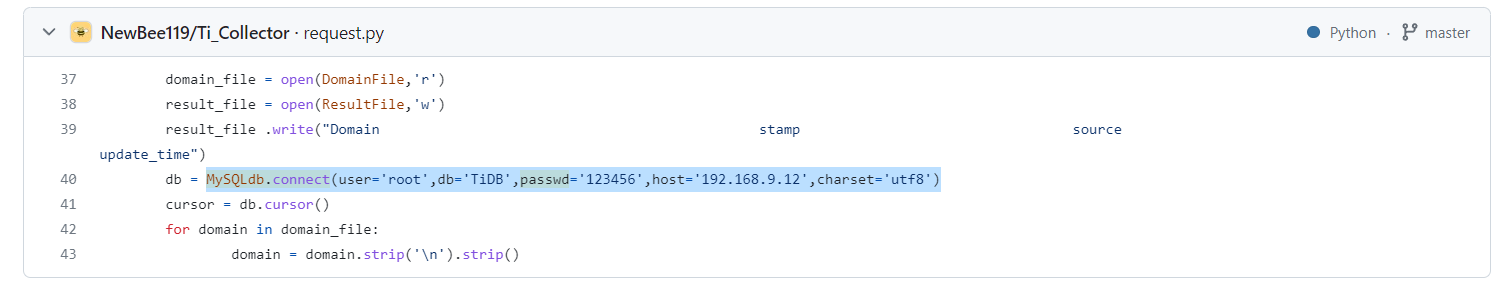 NewBee119/Ti_Collector · request.py Python · master
37 domain_file = open(DomainFile,'r')
38 result_file = open(ResultFile,'w')
39 result_file .write("Domain stamp source
update_time")
40 db = MySQLdb.connect(user='root',db='TiDB',passwd='123456',host='192.168.9.12',charset='utf8')
41 cursor = db.cursor()
42 for domain in domain_file:
43 domain = domain.strip('\n').strip()